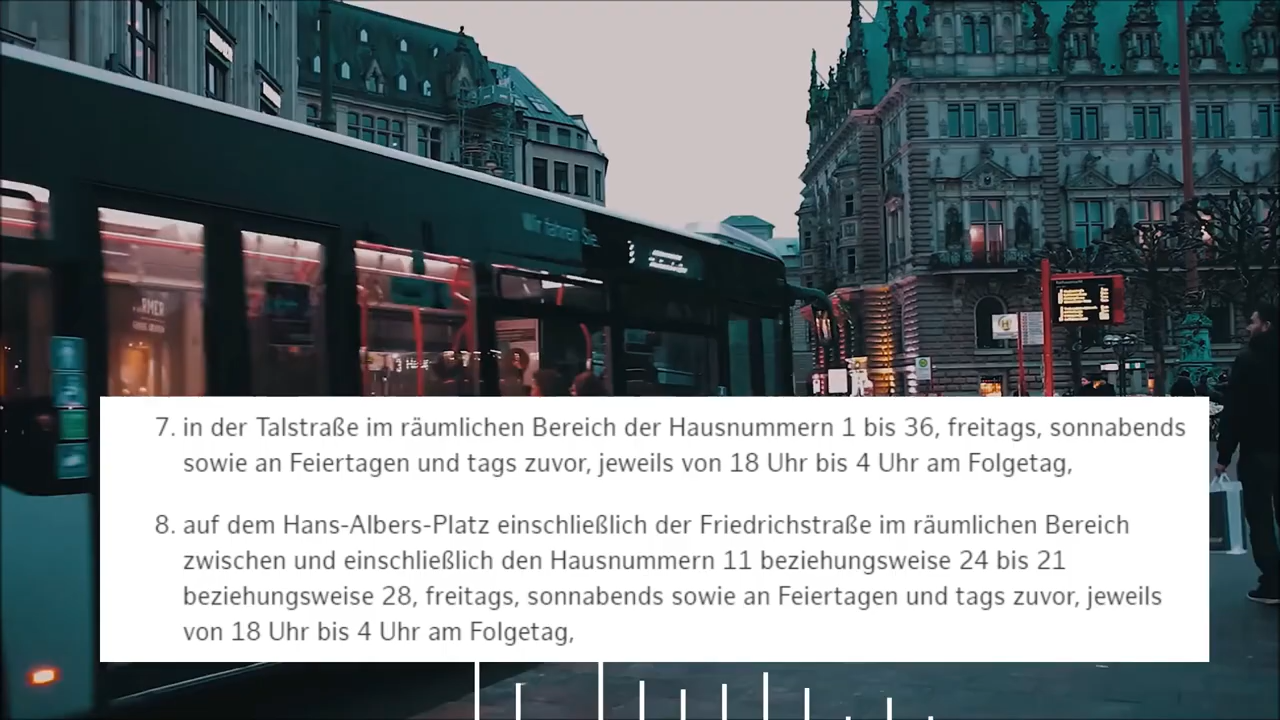 Wir fahren Sie.
7. in der Talstraße im räumlichen Bereich der Hausnummern 1 bis 36, freitags, sonnabends
sowie an Feiertagen und tags zuvor, jeweils von 18 Uhr bis 4 Uhr am Folgetag,
8. auf dem Hans-Albers-Platz einschließlich der Friedrichstraße im räumlichen Bereich
zwischen und einschließlich den Hausnummern 11 beziehungsweise 24 bis 21
beziehungsweise 28, freitags, sonnabends sowie an Feiertagen und tags zuvor, jeweils
von 18 Uhr bis 4 Uhr am Folgetag,